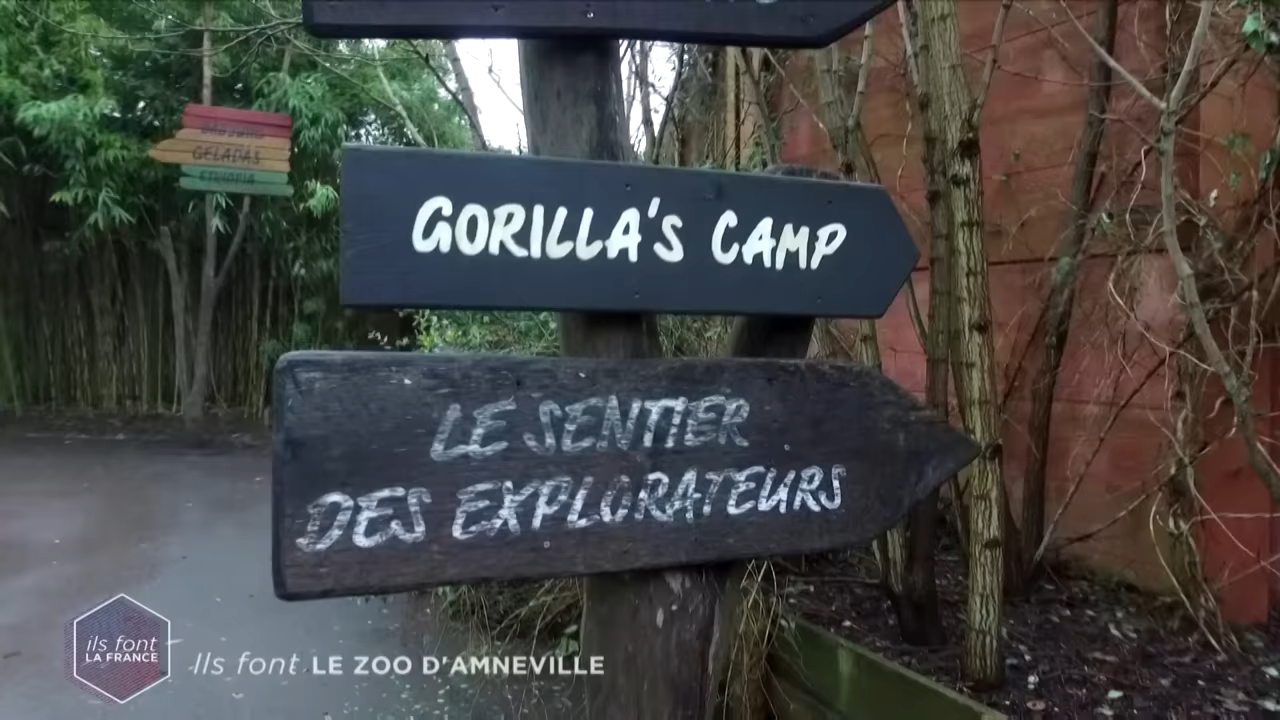 GELADAS
GORILLA'S CAMP
LE SENTIER
DES EXPLORATEURS
ils font
LA FRANCE
Ils font LE ZOO D'AMNEVILLE